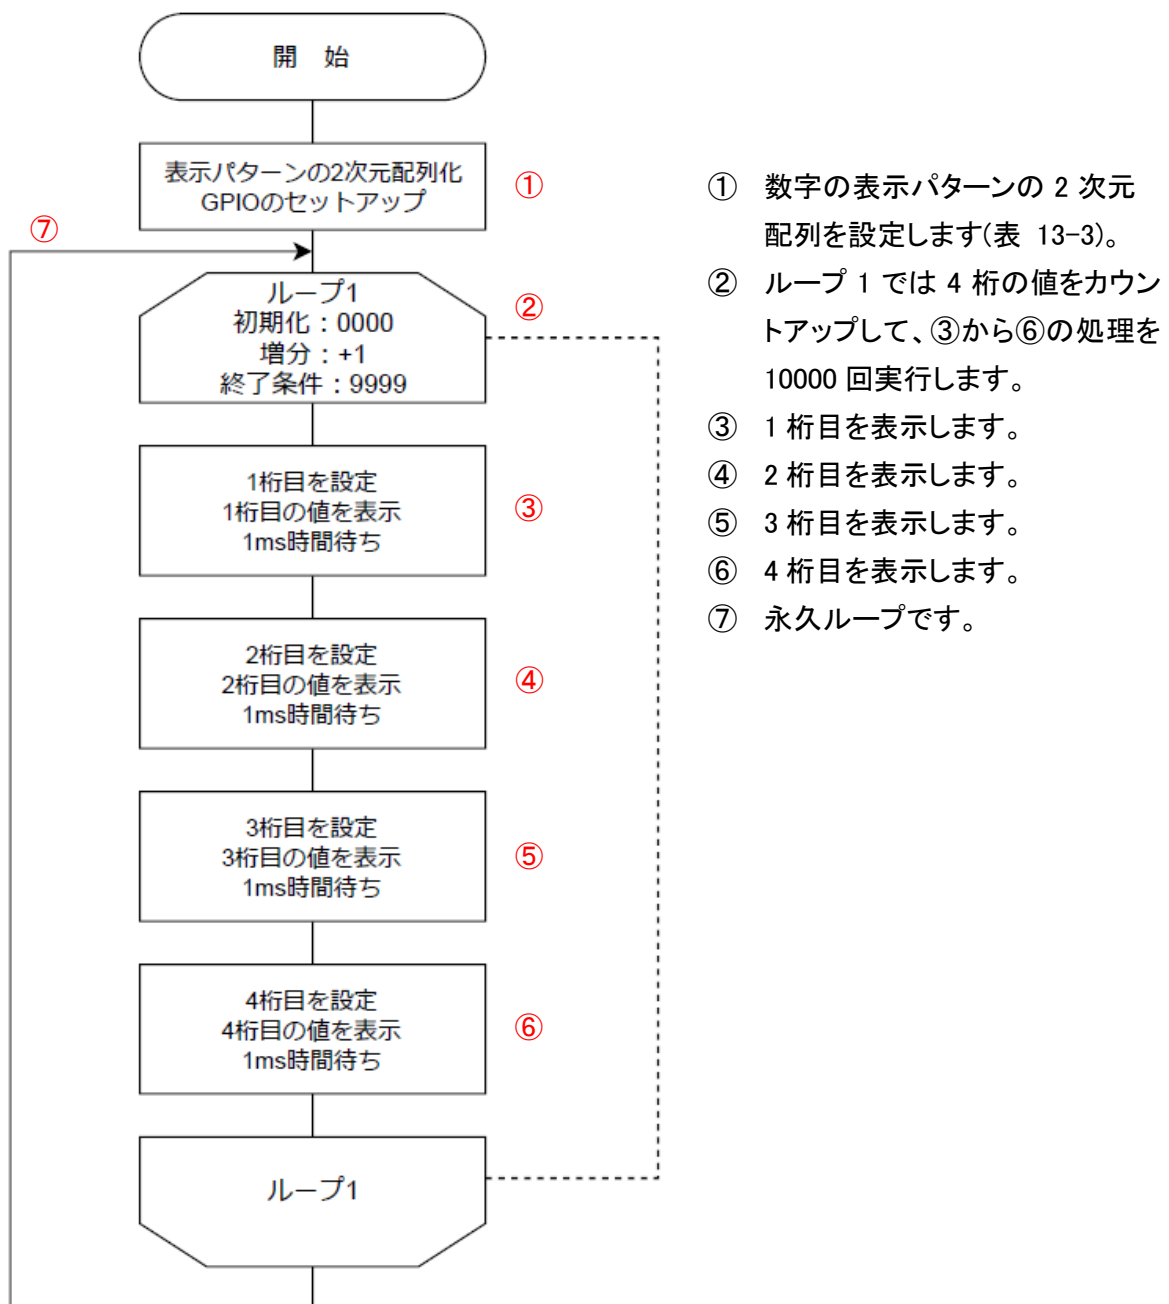 開 始
表示パターンの2次元配列化
GPIOのセットアップ
①
⑦
ループ1
初期化：0000
増分：+1
終了条件：9999
②
1桁目を設定
1桁目の値を表示
1ms時間待ち
③
2桁目を設定
2桁目の値を表示
1ms時間待ち
④
3桁目を設定
3桁目の値を表示
1ms時間待ち
⑤
4桁目を設定
4桁目の値を表示
1ms時間待ち
⑥
ループ1
① 数字の表示パターンの 2 次元
配列を設定します(表 13-3)。
② ループ 1 では 4 桁の値をカウン
トアップして、③から⑥の処理を
10000 回実行します。
③ 1 桁目を表示します。
④ 2 桁目を表示します。
⑤ 3 桁目を表示します。
⑥ 4 桁目を表示します。
⑦ 永久ループです。